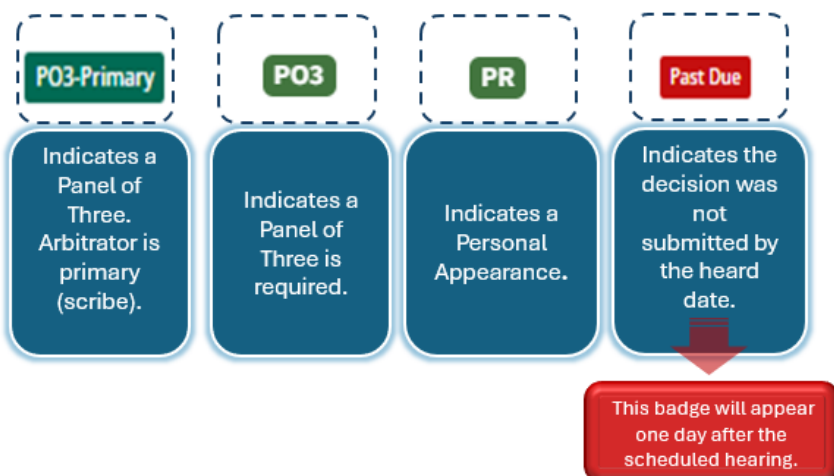 PO3-Primary
Indicates a
Panel of
Three.
Arbitrator is
primary
(scribe).
PO3
Indicates a
Panel of
Three is
required.
PR
Indicates a
Personal
Appearance.
Past Due
Indicates the
decision was
not
submitted by
the heard
date.
This badge will appear
one day after the
scheduled hearing.